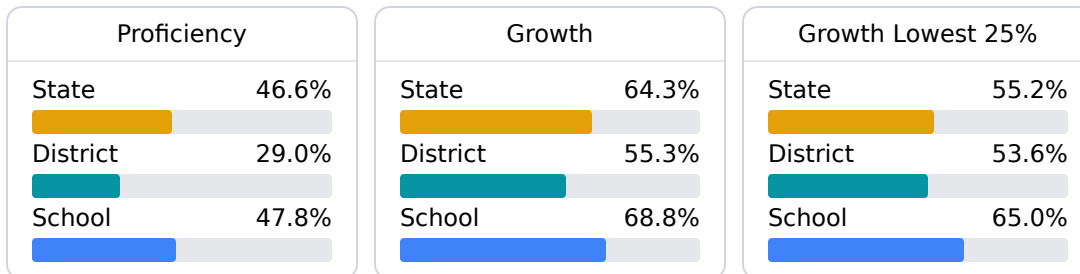 Proficiency
State 46.6%
District 29.0%
School 47.8%
Growth
State 64.3%
District 55.3%
School 68.8%
Growth Lowest 25%
State 55.2%
District 53.6%
School 65.0%